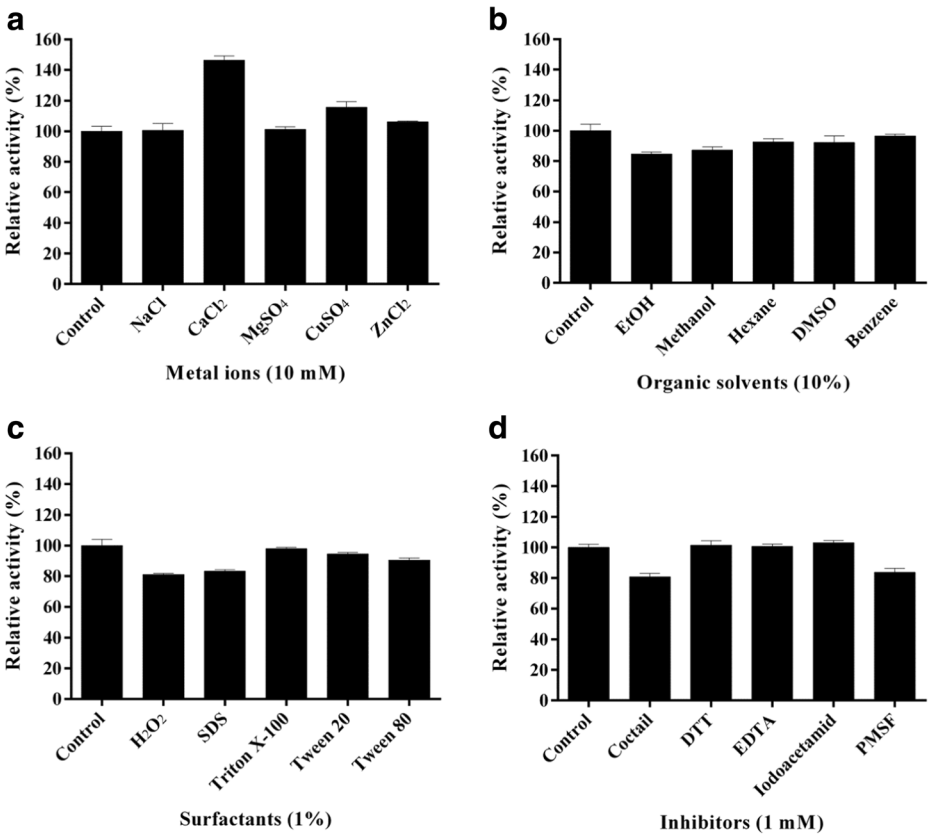 a
160
140
120
100
80
60
40
20
0
Relative activity (%)
Control
NaCl
CaCl2
MgSO4
CuSO4
ZnCl2
Metal ions (10 mM)
b
160
140
120
100
80
60
40
20
0
Relative activity (%)
Control
EtOH
Methanol
Hexane
DMSO
Benzene
Organic solvents (10%)
c
160
140
120
100
80
60
40
20
0
Relative activity (%)
Control
H2O2
SDS
Triton X-100
Tween 20
Tween 80
Surfactants (1%)
d
160
140
120
100
80
60
40
20
0
Relative activity (%)
Control
Coctail
DTT
EDTA
Iodoacetamid
PMSF
Inhibitors (1 mM)